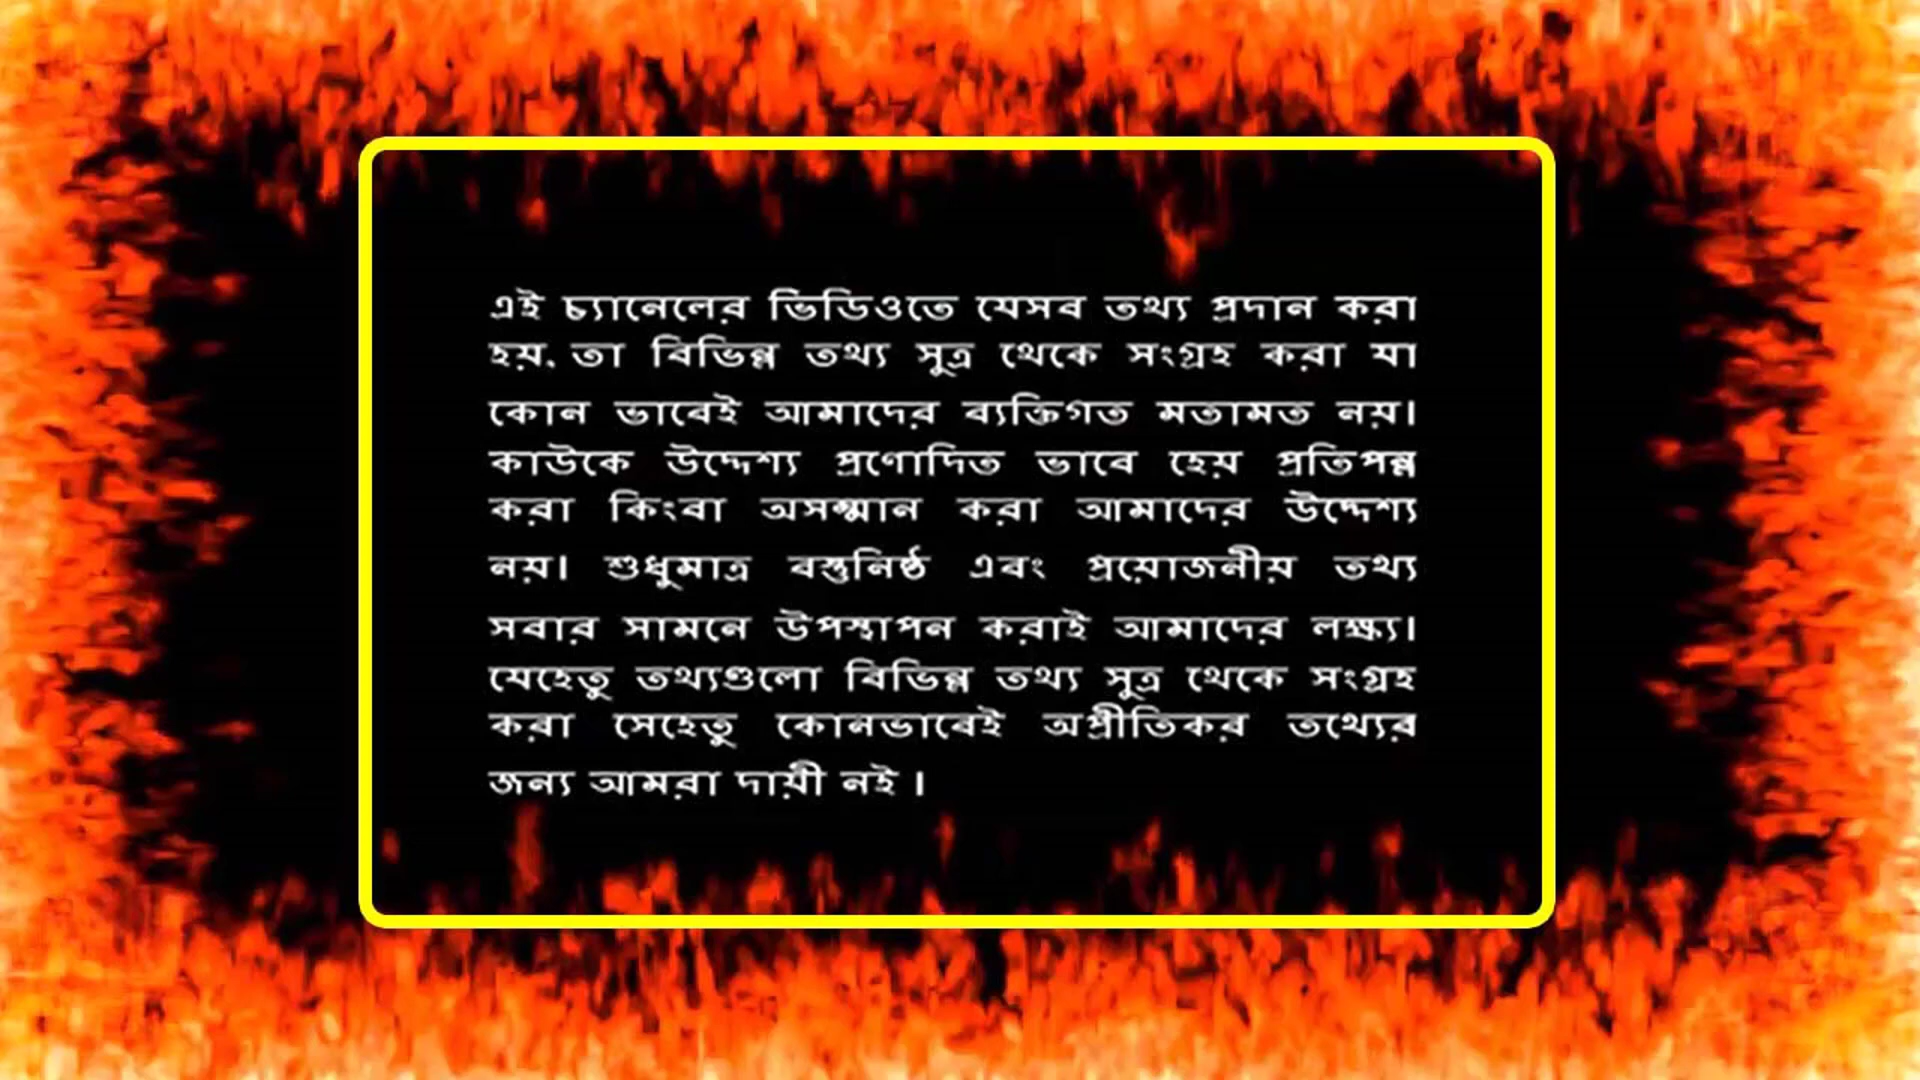 এই চ্যানেলের ভিডিওতে যেসব তথ্য প্রদান করা
হয়, তা বিভিন্ন তথ্য সুত্র থেকে সংগ্রহ করা যা
কোন ভাবেই আমাদের ব্যক্তিগত মতামত নয়।
কাউকে উদ্দেশ্য প্রণোদিত ভাবে হেয় প্রতিপন্ন
করা কিংবা অসম্মান করা আমাদের উদ্দেশ্য
নয়। শুধুমাত্র বস্তুনিষ্ঠ এবং প্রয়োজনীয় তথ্য
সবার সামনে উপস্থাপন করাই আমাদের লক্ষ্য।
যেহেতু তথ্যগুলো বিভিন্ন তথ্য সুত্র থেকে সংগ্রহ
করা সেহেতু কোনভাবেই অপ্রীতিকর তথ্যের
জন্য আমরা দায়ী নই ।